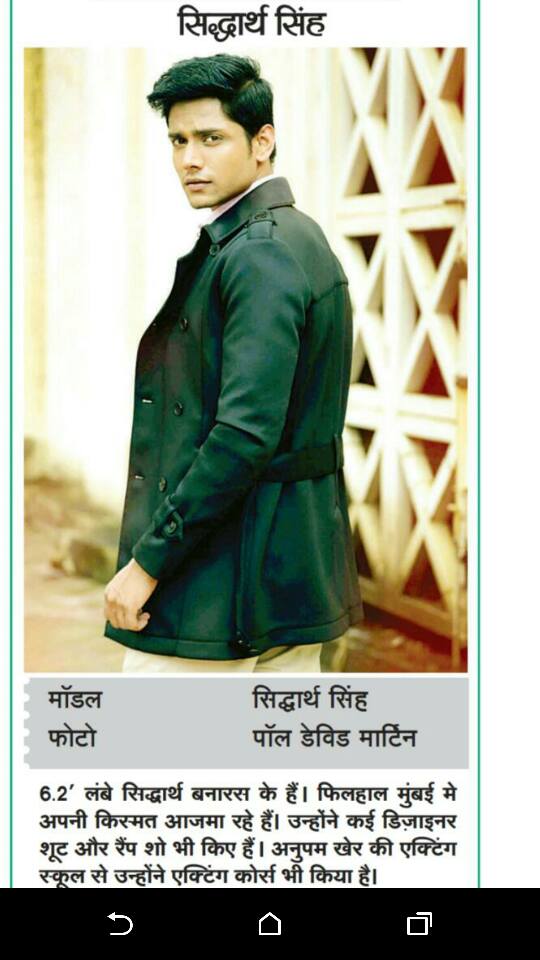 सिद्धार्थ सिंह
मॉडल सिद्धार्थ सिंह
फोटो पॉल डेविड मार्टिन
6.2' लंबे सिद्धार्थ बनारस के हैं। फिलहाल मुंबई मे
अपनी किस्मत आजमा रहे हैं। उन्होंने कई डिज़ाइनर
शूट और रैंप शो भी किए हैं। अनुपम खेर की एक्टिंग
स्कूल से उन्होंने एक्टिंग कोर्स भी किया है।